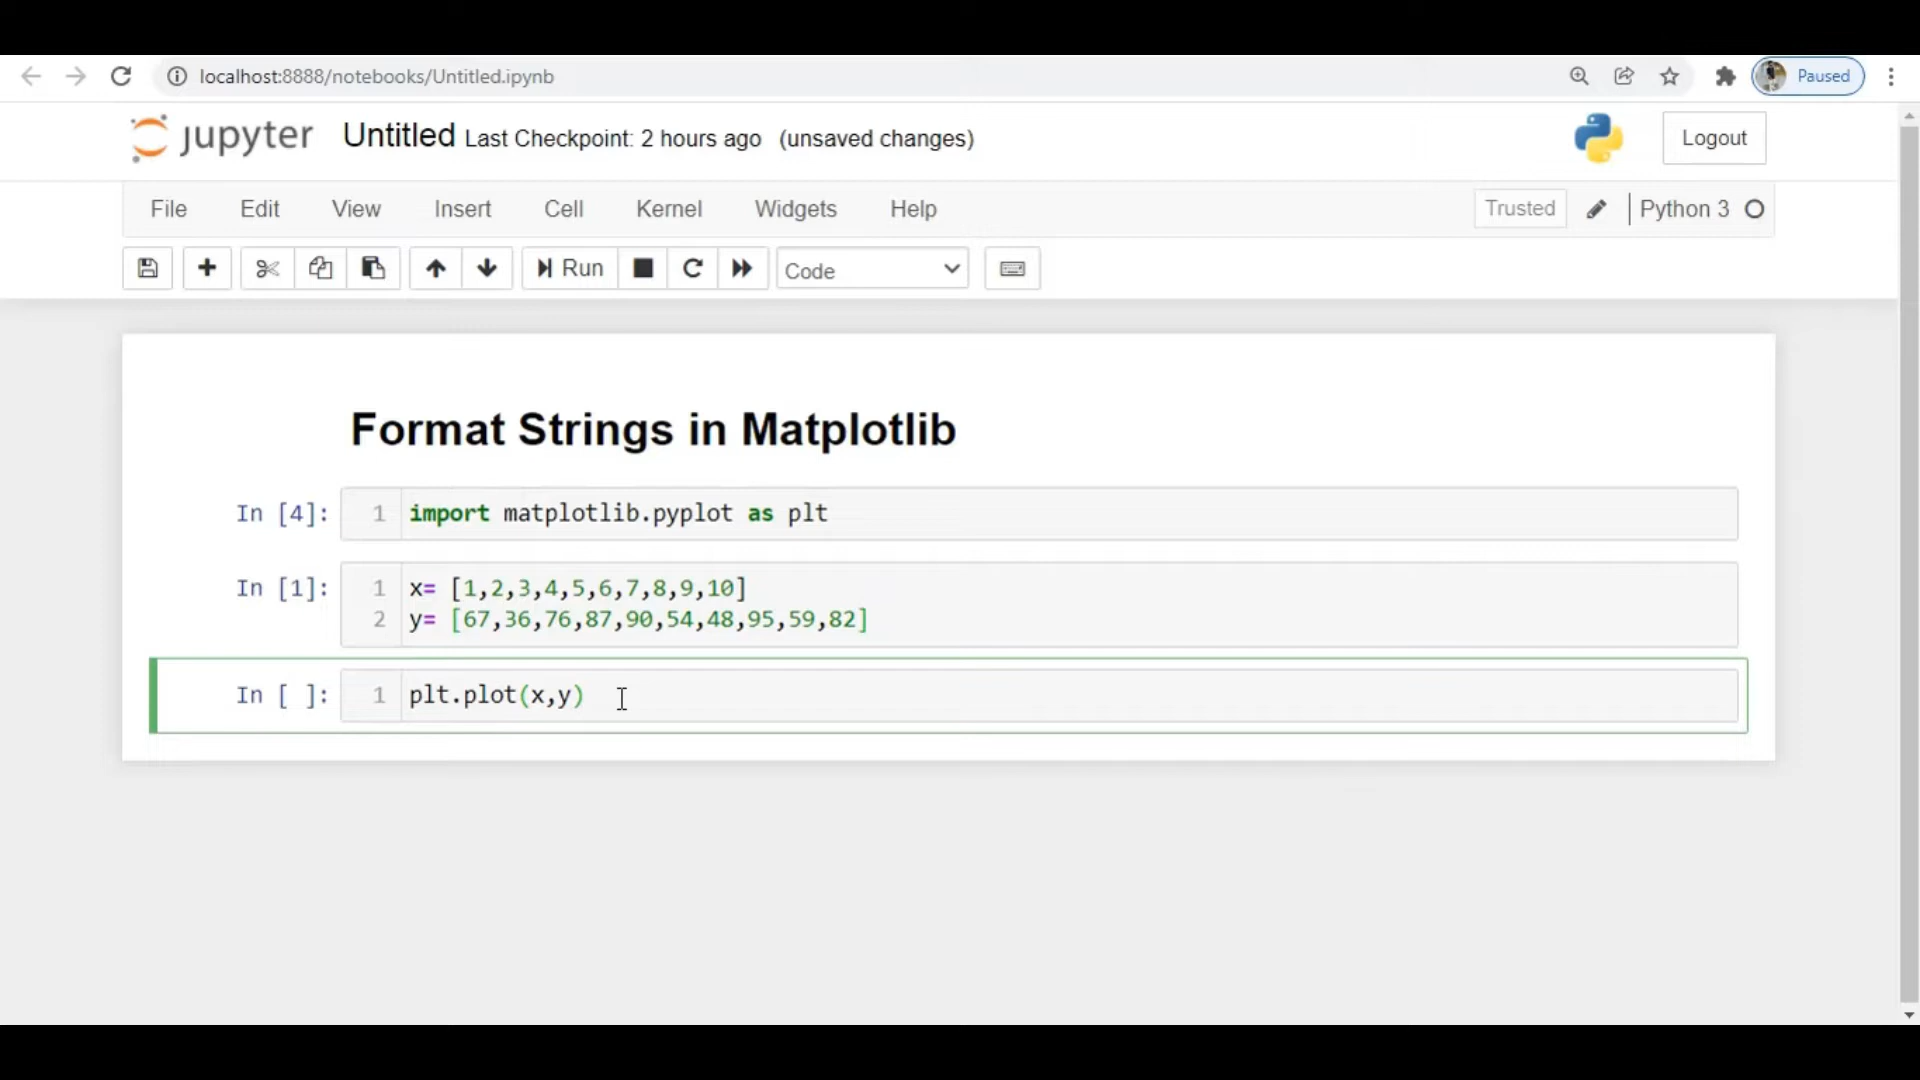 localhost:8888/notebooks/Untitled.ipynb
Paused
jupyter Untitled Last Checkpoint: 2 hours ago (unsaved changes)
Logout
File Edit View Insert Cell Kernel Widgets Help
Trusted Python 3
Run Code
Format Strings in Matplotlib
In [4]: 1 import matplotlib.pyplot as plt
In [1]: 1 x= [1,2,3,4,5,6,7,8,9,10]
2 y= [67,36,76,87,90,54,48,95,59,82]
In [ ]: 1 plt.plot(x,y)